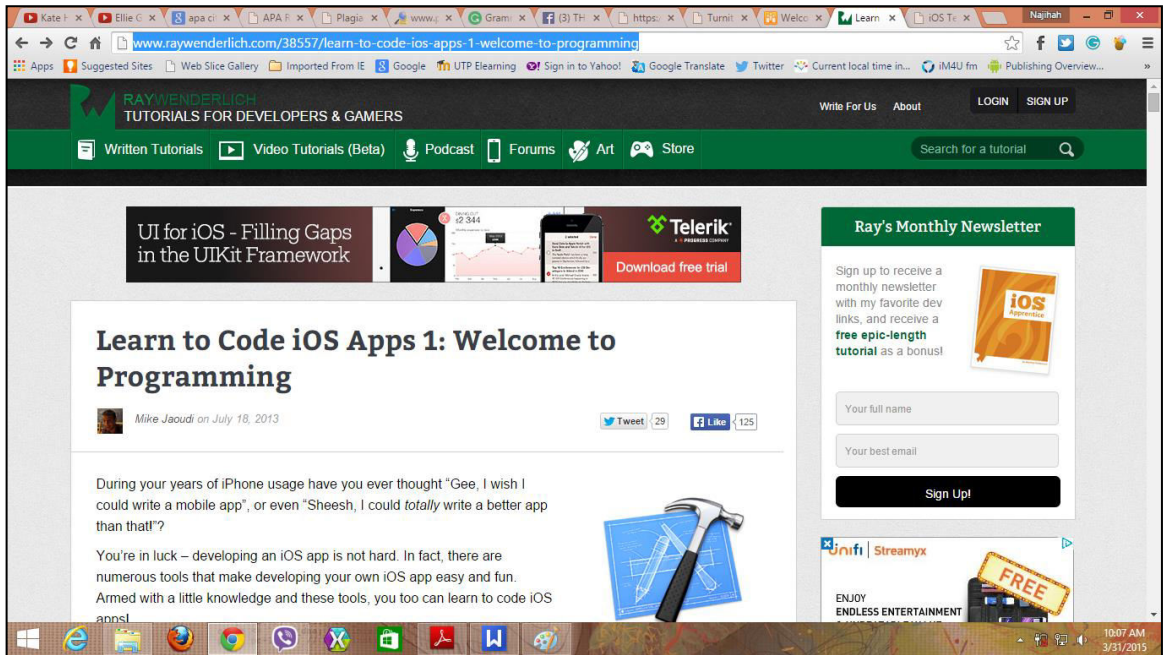 Kate H
Ellie G
apa ci
APA R
Plagia
www.p
Gram
(3) TH
https:
Turnit
Welco
Learn
iOS Te
Najihah
www.raywenderlich.com/38557/learn-to-code-ios-apps-1-welcome-to-programming
Apps Suggested Sites Web Slice Gallery Imported From IE Google UTP Elearning Sign in to Yahoo! Google Translate Twitter Current local time in... iM4U fm Publishing Overview... »
RAYWENDERLICH
TUTORIALS FOR DEVELOPERS & GAMERS
Write For Us About LOGIN SIGN UP
Written Tutorials Video Tutorials (Beta) Podcast Forums Art Store Search for a tutorial
UI for iOS - Filling Gaps
in the UIKit Framework
2 344
Telerik
A PROGRESS COMPANY
Download free trial
Learn to Code iOS Apps 1: Welcome to
Programming
Mike Jaoudi on July 18, 2013
Tweet 29 Like 125
During your years of iPhone usage have you ever thought “Gee, I wish I
could write a mobile app”, or even “Sheesh, I could totally write a better app
than that!”?
You’re in luck – developing an iOS app is not hard. In fact, there are
numerous tools that make developing your own iOS app easy and fun.
Armed with a little knowledge and these tools, you too can learn to code iOS
apps!
Ray's Monthly Newsletter
Sign up to receive a
monthly newsletter
with my favorite dev
links, and receive a
free epic-length
tutorial as a bonus!
iOS
Apprentice
Your full name
Your best email
Sign Up!
unifi Streamyx
FREE
ENJOY
ENDLESS ENTERTAINMENT
10:07 AM
3/31/2015